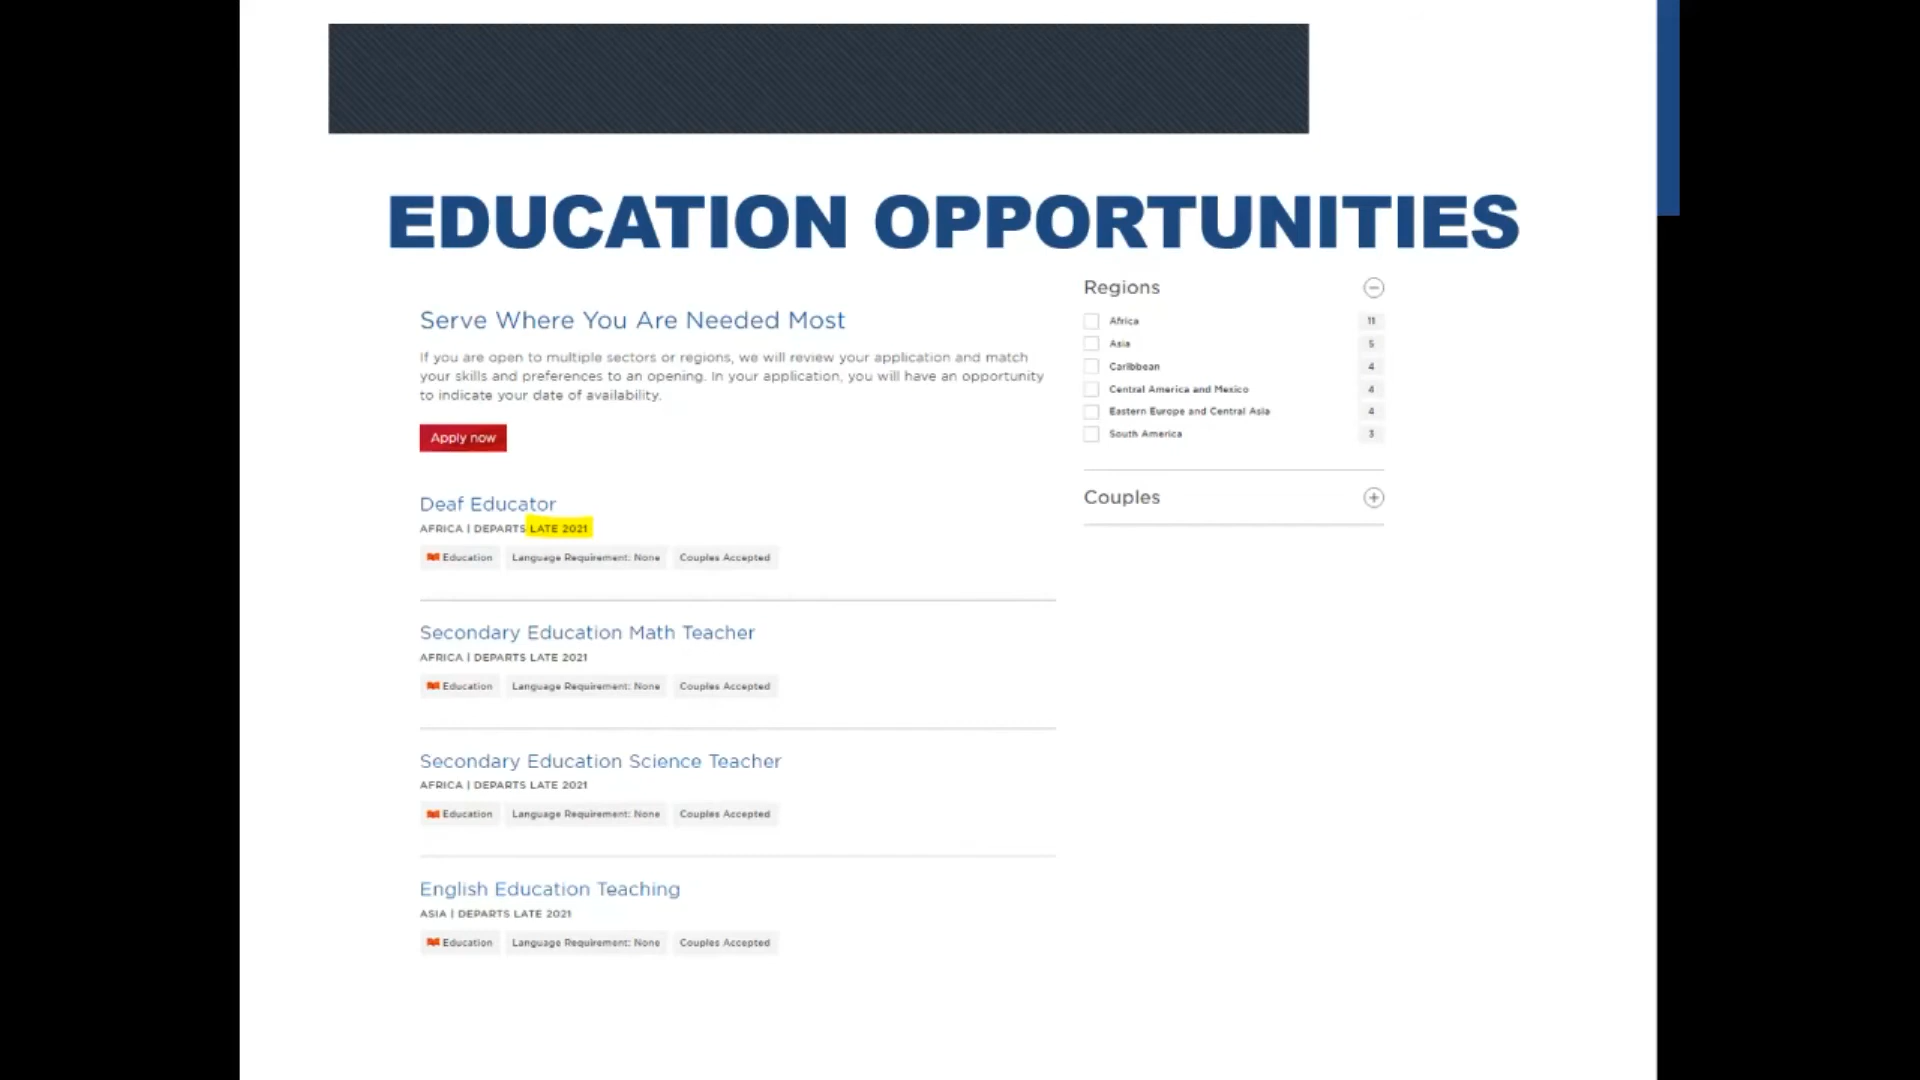 EDUCATION OPPORTUNITIES
Serve Where You Are Needed Most
If you are open to multiple sectors or regions, we will review your application and match
your skills and preferences to an opening. In your application, you will have an opportunity
to indicate your date of availability.
Apply now
Deaf Educator
AFRICA | DEPARTS LATE 2021
Education Language Requirement: None Couples Accepted
Secondary Education Math Teacher
AFRICA | DEPARTS LATE 2021
Education Language Requirement: None Couples Accepted
Secondary Education Science Teacher
AFRICA | DEPARTS LATE 2021
Education Language Requirement: None Couples Accepted
English Education Teaching
ASIA | DEPARTS LATE 2021
Education Language Requirement: None Couples Accepted
Regions
Africa 11
Asia 5
Caribbean 4
Central America and Mexico 4
Eastern Europe and Central Asia 4
South America 3
Couples